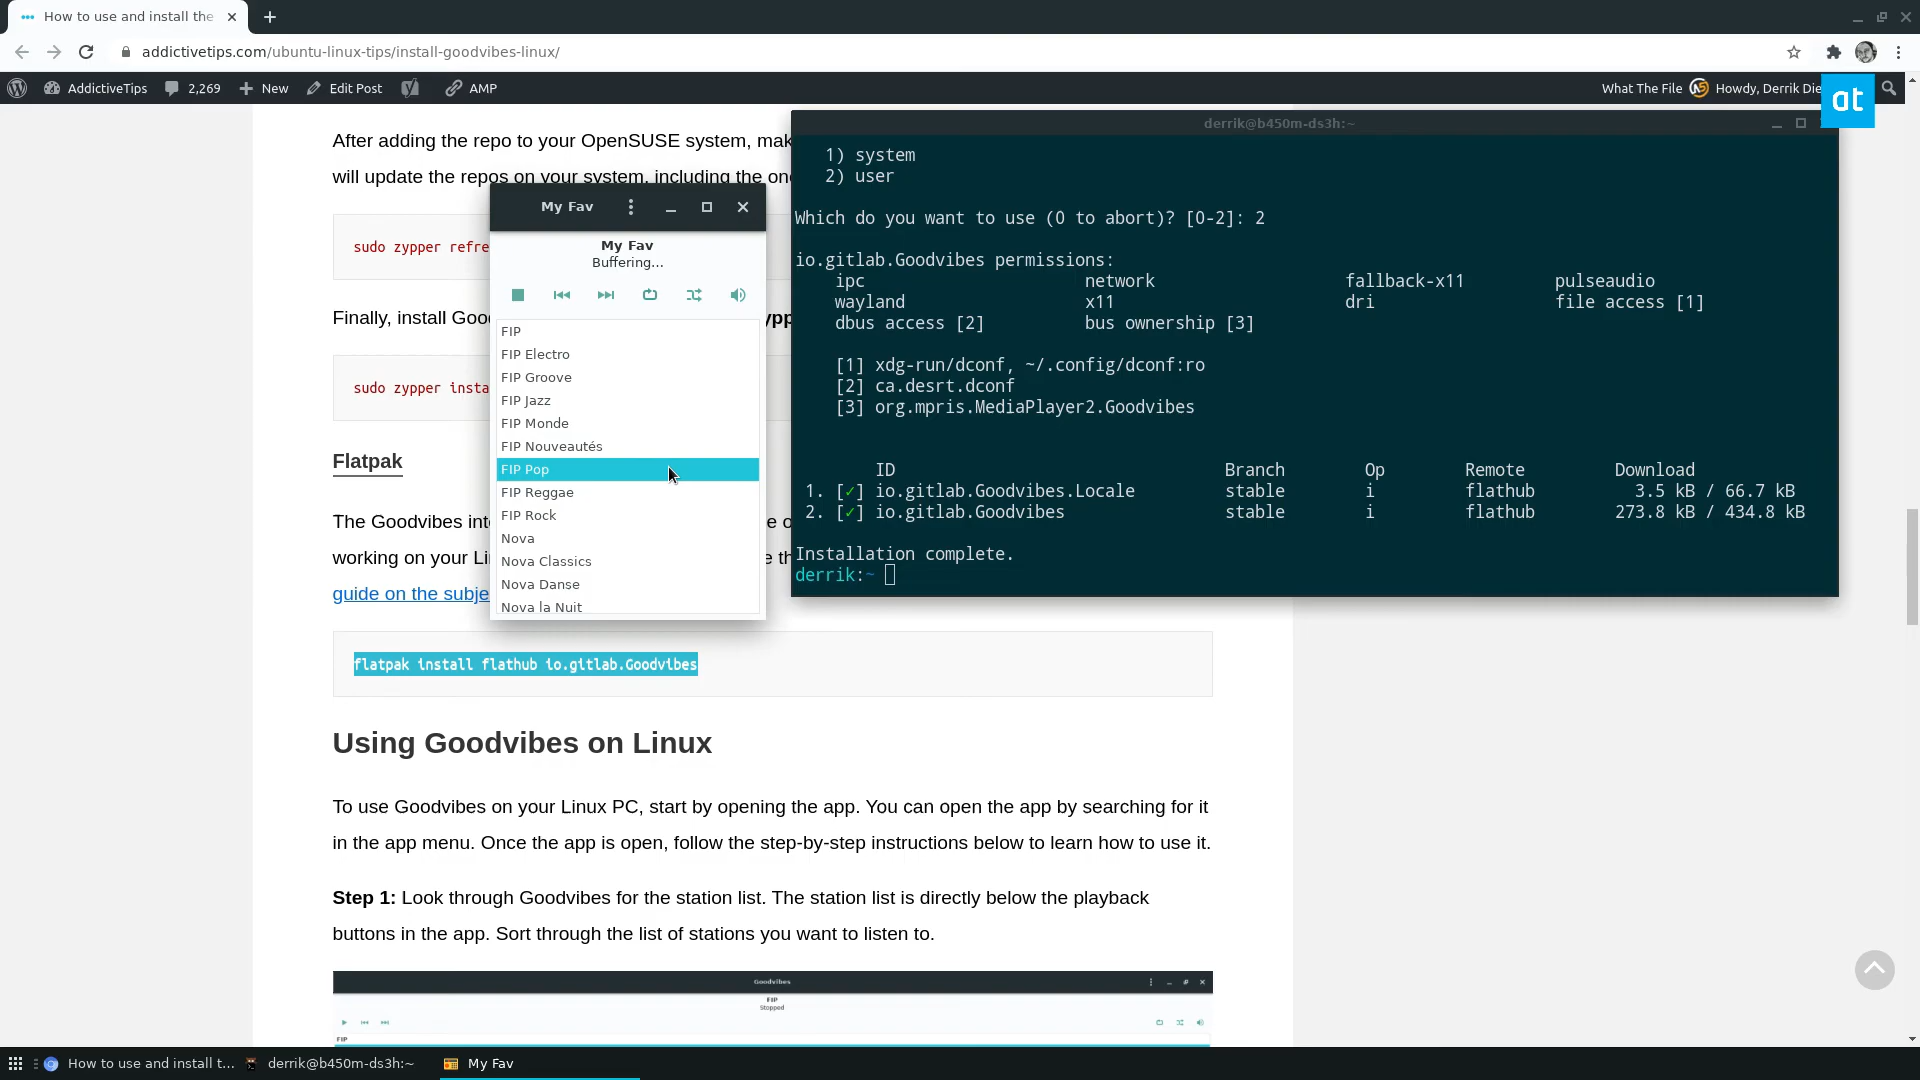 How to use and install the
addictivetips.com/ubuntu-linux-tips/install-goodvibes-linux/
AddictiveTips
2,269
New
Edit Post
AMP
What The File
Howdy, Derrik Die
at
After adding the repo to your OpenSUSE system, mak
will update the repos on your system, including the one
sudo zypper refre
Finally, install Goo
ypp
sudo zypper insta
Flatpak
The Goodvibes inte
working on your Li
guide on the subje
flatpak install flathub io.gitlab.Goodvibes
Using Goodvibes on Linux
To use Goodvibes on your Linux PC, start by opening the app. You can open the app by searching for it
in the app menu. Once the app is open, follow the step-by-step instructions below to learn how to use it.
Step 1: Look through Goodvibes for the station list. The station list is directly below the playback
buttons in the app. Sort through the list of stations you want to listen to.
Goodvibes
FIP
Stopped
FIP
My Fav
My Fav
Buffering...
FIP
FIP Electro
FIP Groove
FIP Jazz
FIP Monde
FIP Nouveautés
FIP Pop
FIP Reggae
FIP Rock
Nova
Nova Classics
Nova Danse
Nova la Nuit
derrik@b450m-ds3h:~
1) system
2) user
Which do you want to use (0 to abort)? [0-2]: 2
io.gitlab.Goodvibes permissions:
ipc network fallback-x11 pulseaudio
wayland x11 dri file access [1]
dbus access [2] bus ownership [3]
[1] xdg-run/dconf, ~/.config/dconf:ro
[2] ca.desrt.dconf
[3] org.mpris.MediaPlayer2.Goodvibes
ID Branch Op Remote Download
1. [✓] io.gitlab.Goodvibes.Locale stable i flathub 3.5 kB / 66.7 kB
2. [✓] io.gitlab.Goodvibes stable i flathub 273.8 kB / 434.8 kB
Installation complete.
derrik:~
How to use and install t...
derrik@b450m-ds3h:~
My Fav